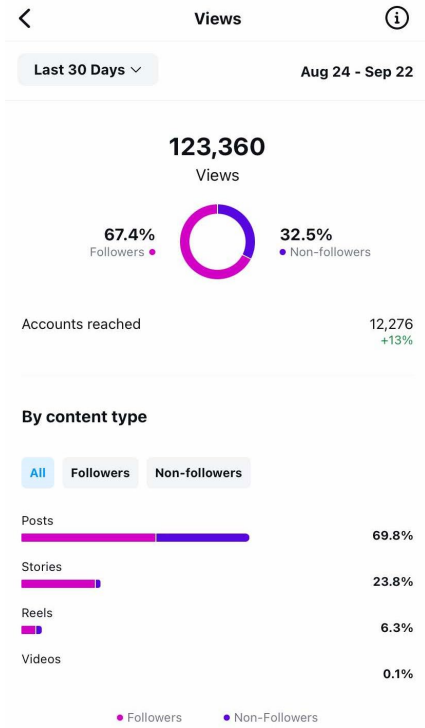 Views
Last 30 Days
Aug 24 - Sep 22
123,360
Views
67.4%
Followers
32.5%
Non-followers
Accounts reached
12,276
+13%
By content type
All Followers Non-followers
Posts
69.8%
Stories
23.8%
Reels
6.3%
Videos
0.1%
Followers Non-Followers